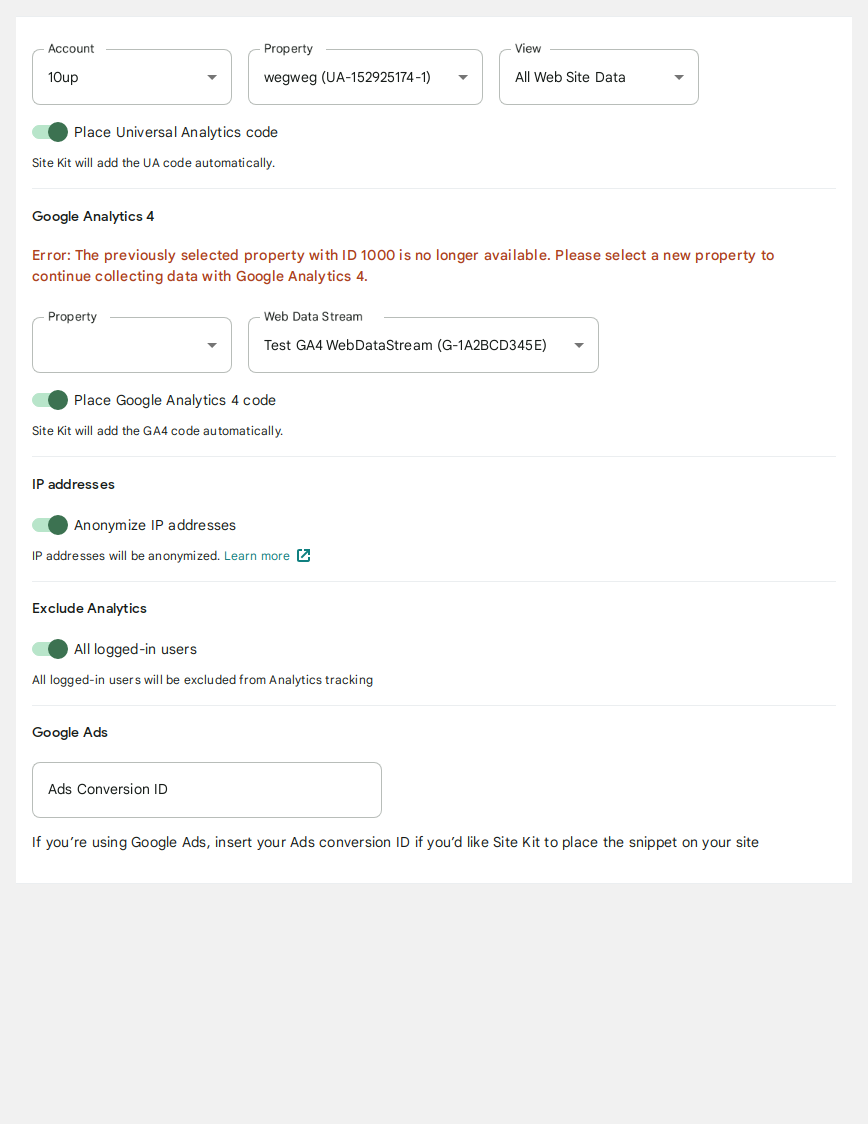 Account
Property
View
10up
wegweg (UA-152925174-1)
All Web Site Data
Place Universal Analytics code
Site Kit will add the UA code automatically.
Google Analytics 4
Error: The previously selected property with ID 1000 is no longer available. Please select a new property to
continue collecting data with Google Analytics 4.
Property
Web Data Stream
Test GA4 WebDataStream (G-1A2BCD345E)
Place Google Analytics 4 code
Site Kit will add the GA4 code automatically.
IP addresses
Anonymize IP addresses
IP addresses will be anonymized. Learn more
Exclude Analytics
All logged-in users
All logged-in users will be excluded from Analytics tracking
Google Ads
Ads Conversion ID
If you’re using Google Ads, insert your Ads conversion ID if you’d like Site Kit to place the snippet on your site